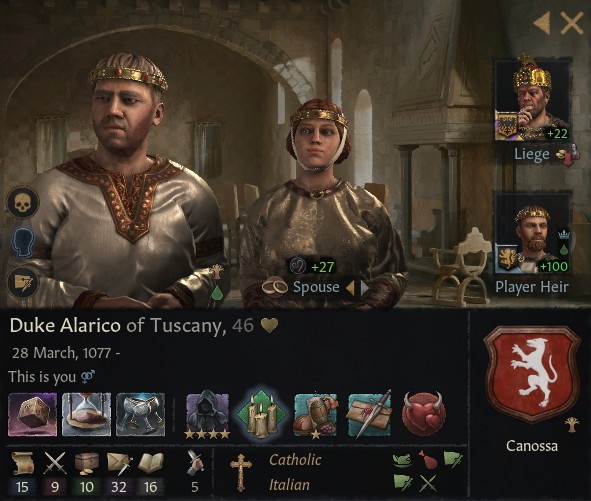 +22
Liege
+100
Player Heir
+27
Spouse
Duke Alarico of Tuscany, 46
28 March, 1077 -
This is you
Canossa
15 9 10 32 16 5
Catholic
Italian